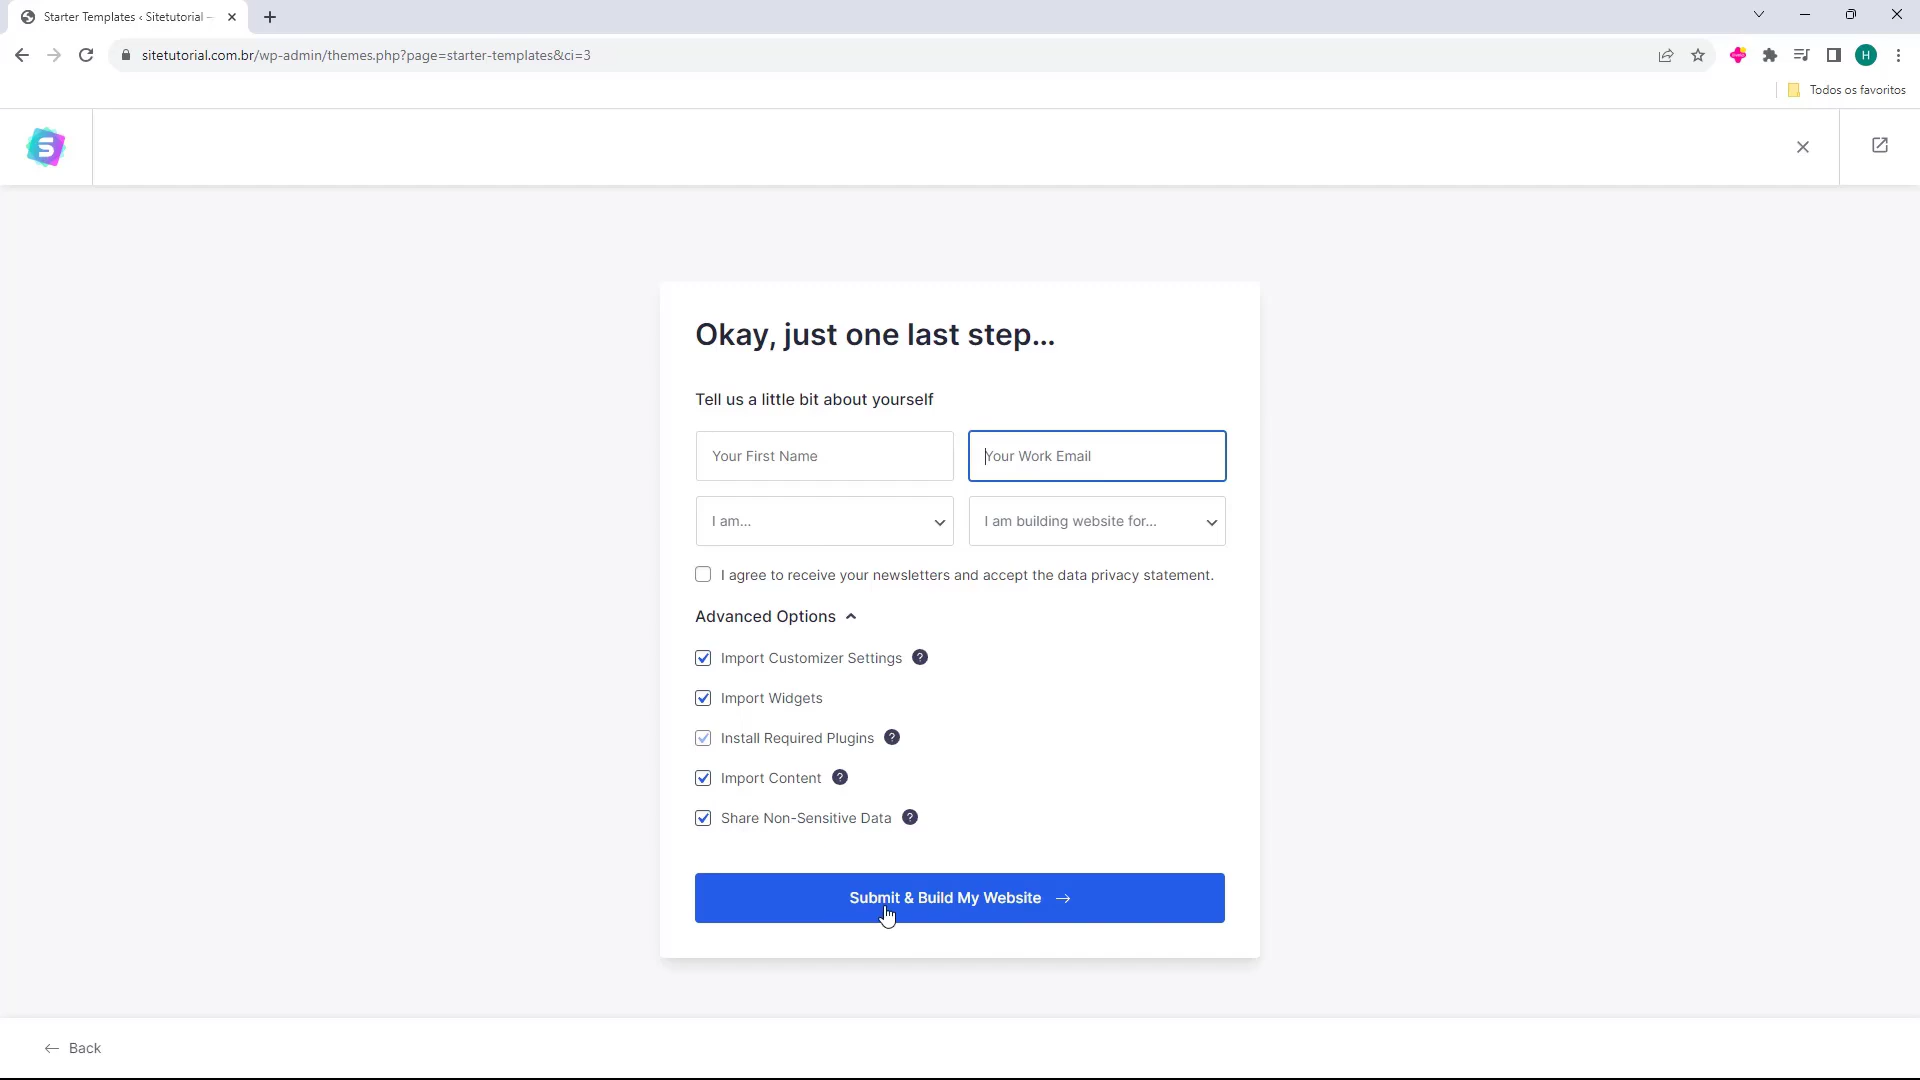 Starter Templates ‹ Sitetutorial –
sitetutorial.com.br/wp-admin/themes.php?page=starter-templates&ci=3
H
Todos os favoritos
S
Okay, just one last step...
Tell us a little bit about yourself
Your First Name
Your Work Email
I am...
I am building website for...
I agree to receive your newsletters and accept the data privacy statement.
Advanced Options
Import Customizer Settings ?
Import Widgets
Install Required Plugins ?
Import Content ?
Share Non-Sensitive Data ?
Submit & Build My Website →
← Back